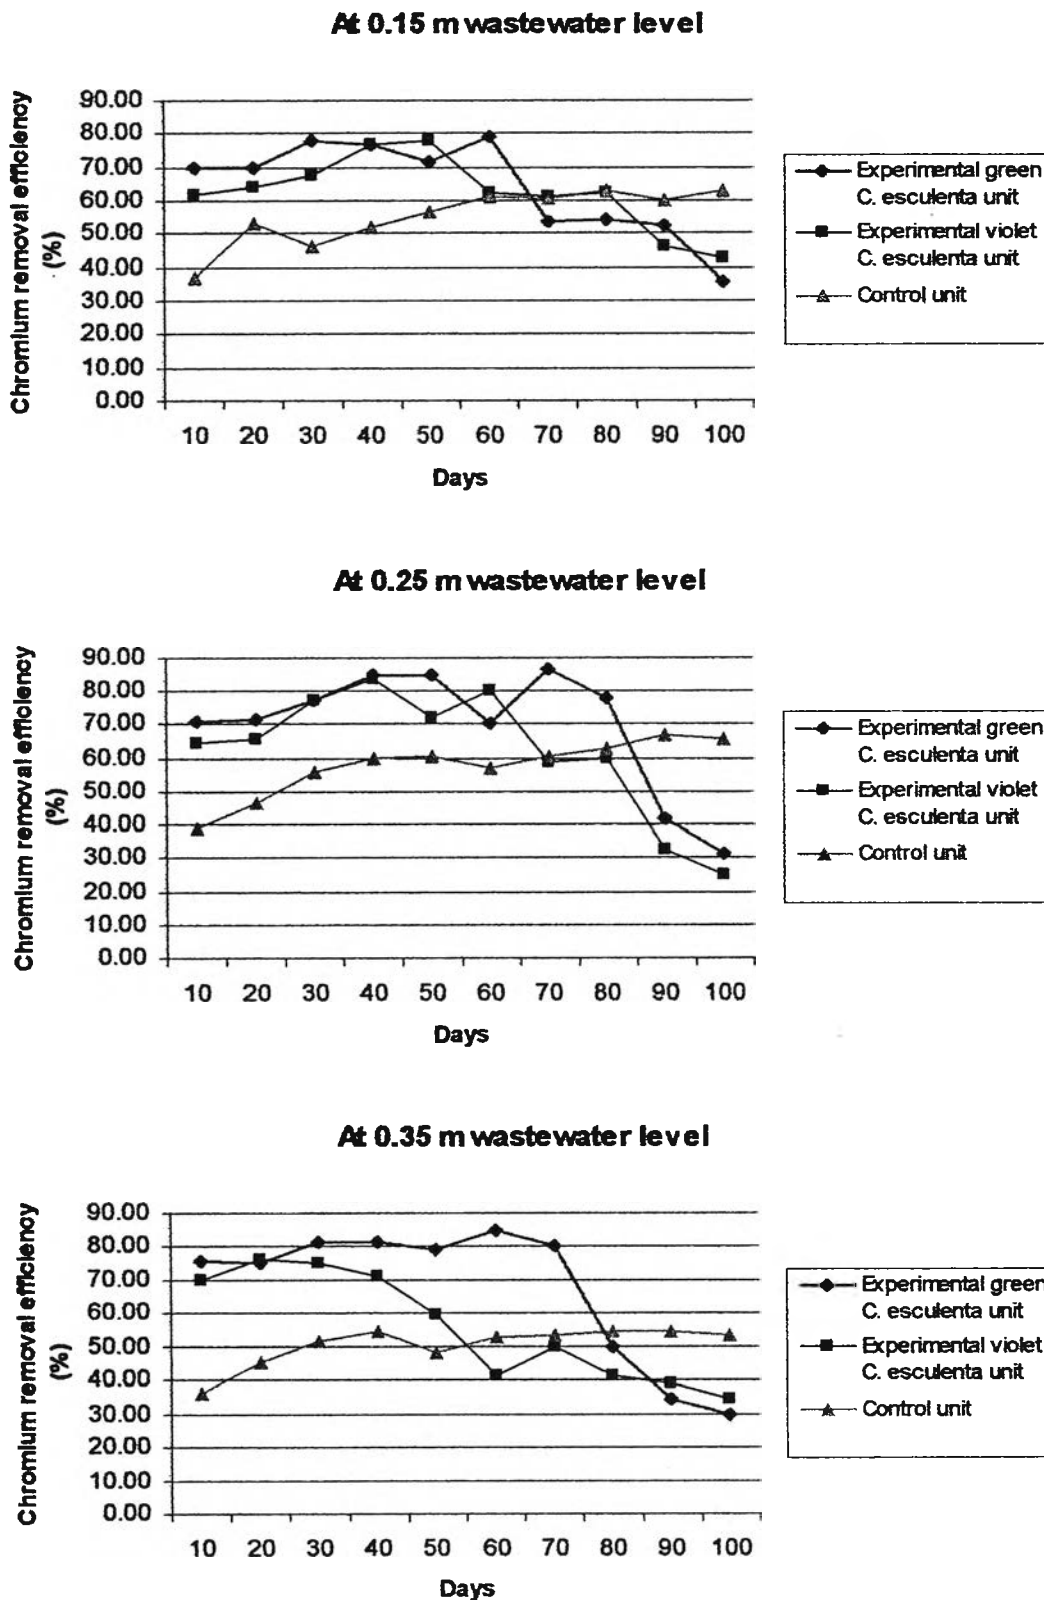 At 0.15 m wastewater level
Chromium removal efficiency
(%)
90.00
80.00
70.00
60.00
50.00
40.00
30.00
20.00
10.00
0.00
10 20 30 40 50 60 70 80 90 100
Days
Experimental green
C. esculenta unit
Experimental violet
C. esculenta unit
Control unit
At 0.25 m wastewater level
Chromium removal efficiency
(%)
90.00
80.00
70.00
60.00
50.00
40.00
30.00
20.00
10.00
0.00
10 20 30 40 50 60 70 80 90 100
Days
Experimental green
C. esculenta unit
Experimental violet
C. esculenta unit
Control unit
At 0.35 m wastewater level
Chromium removal efficiency
(%)
90.00
80.00
70.00
60.00
50.00
40.00
30.00
20.00
10.00
0.00
10 20 30 40 50 60 70 80 90 100
Days
Experimental green
C. esculenta unit
Experimental violet
C. esculenta unit
Control unit